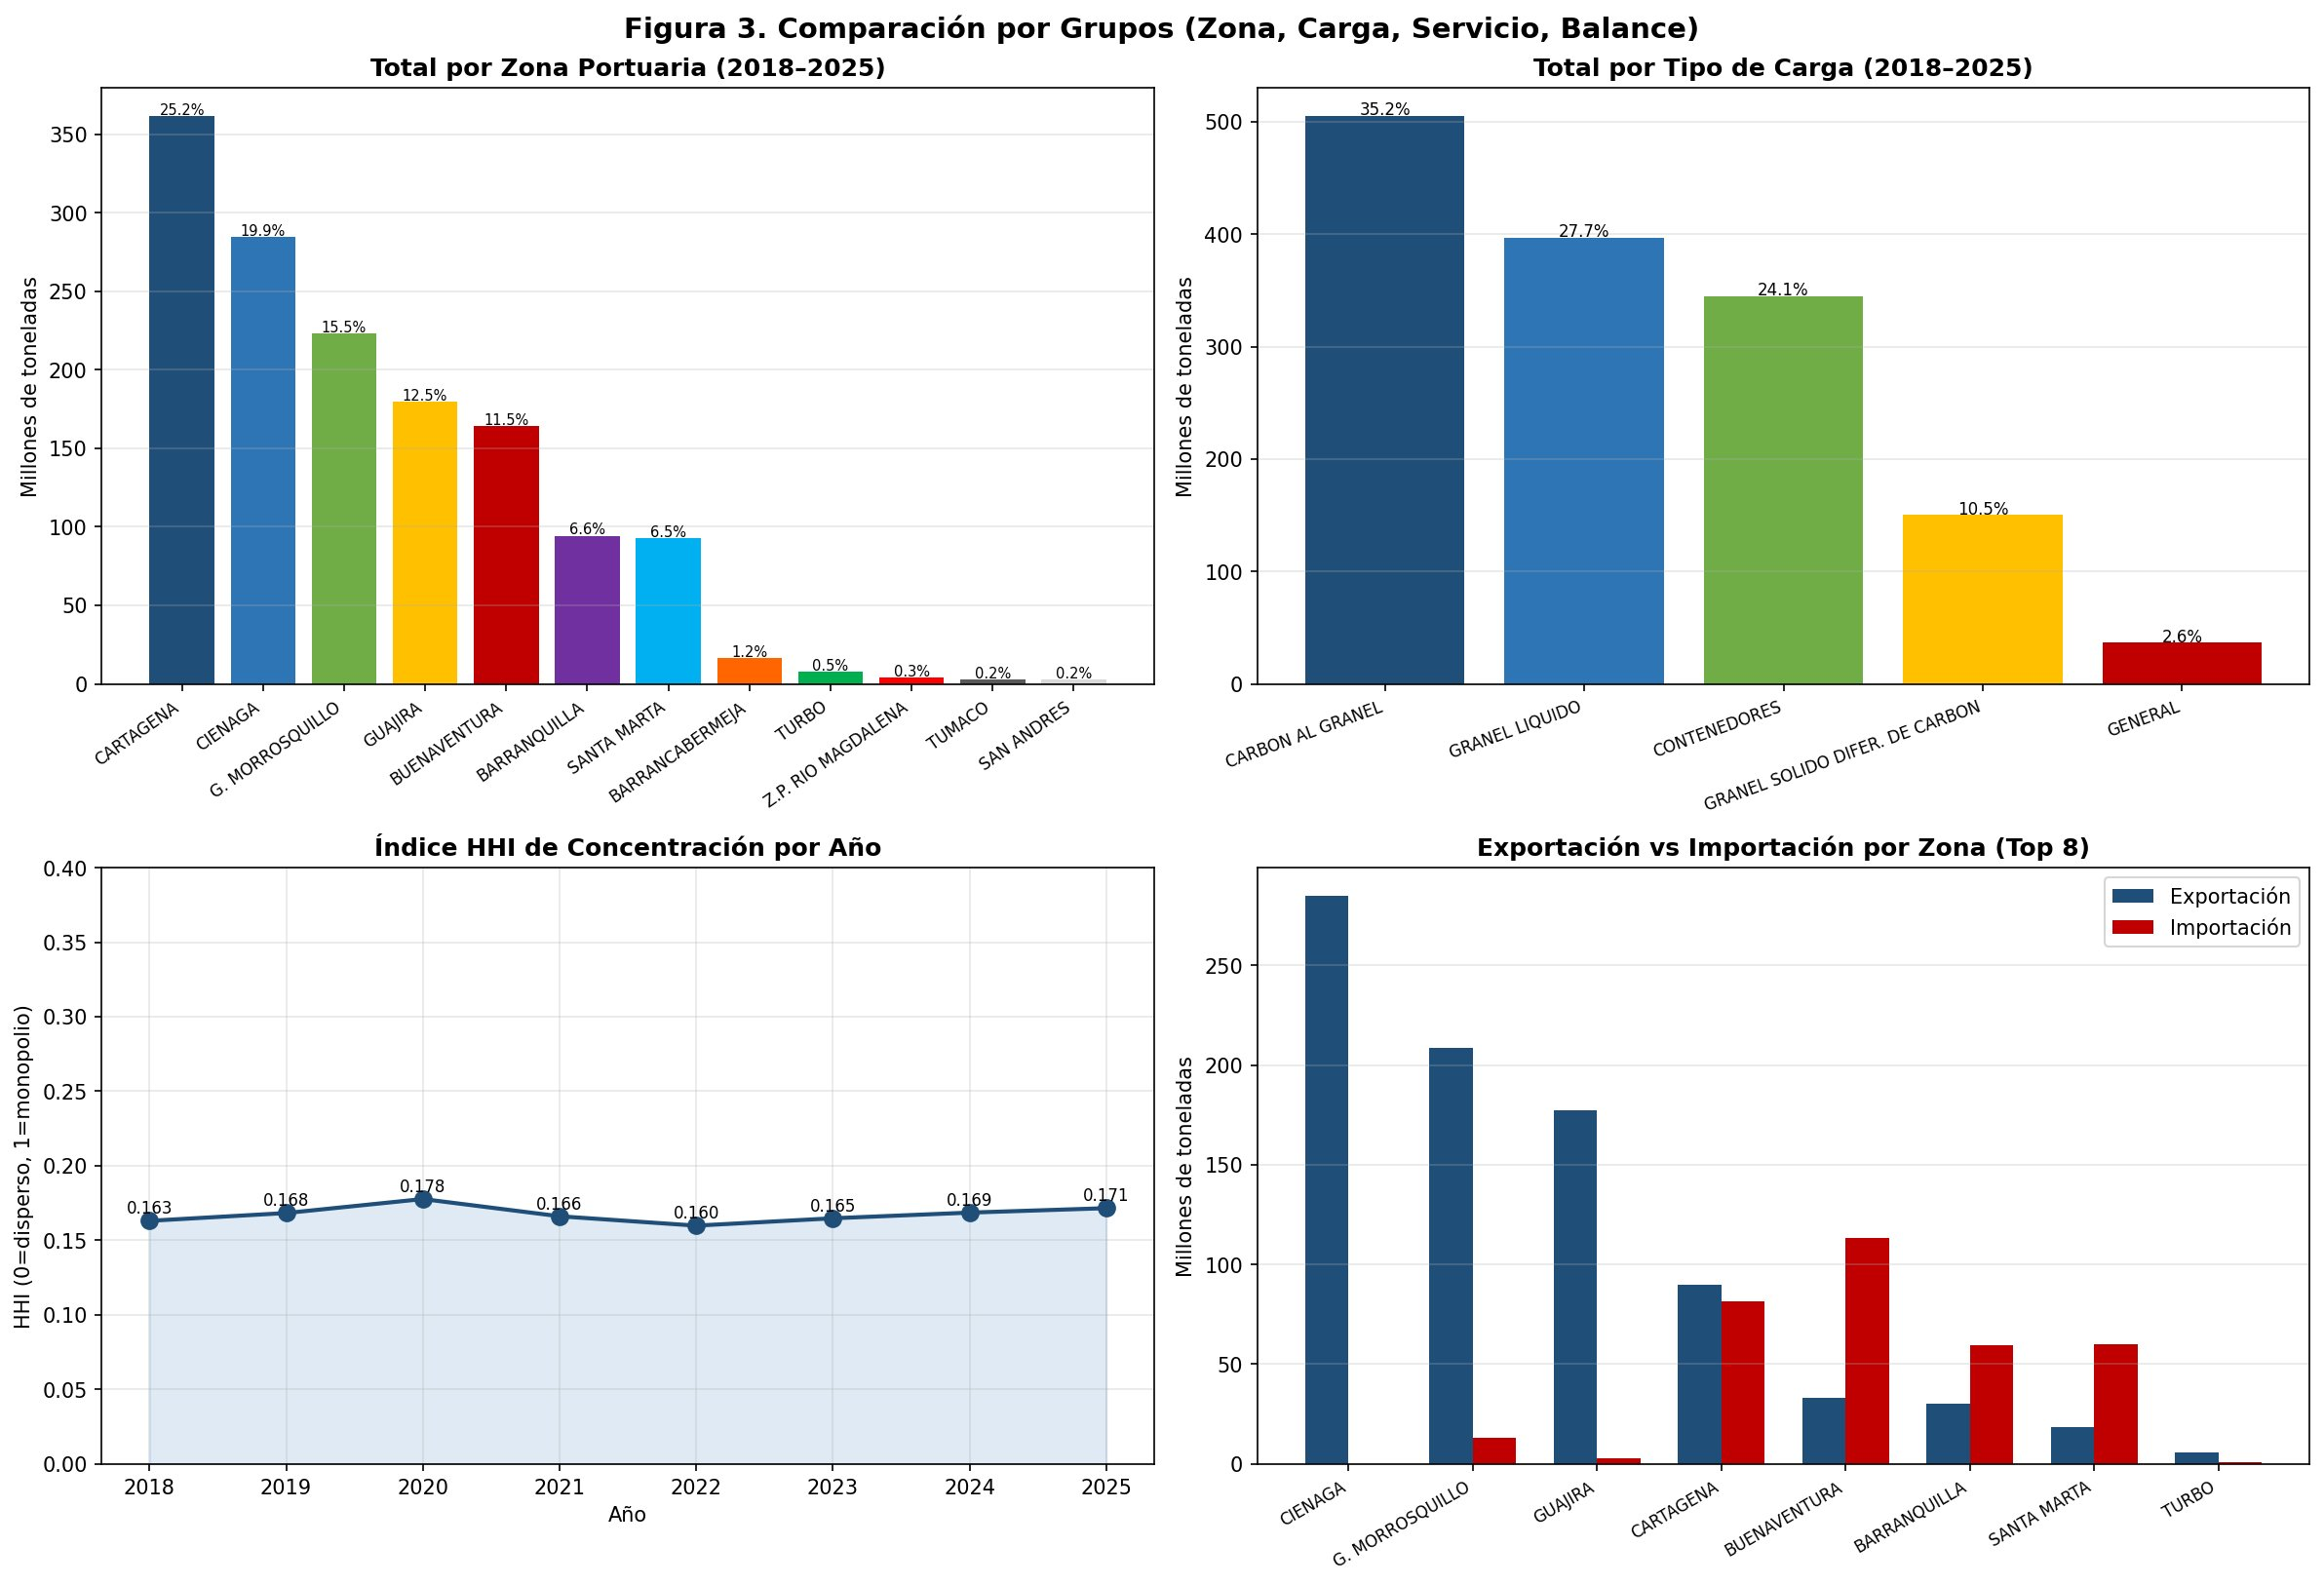 Figura 3. Comparación por Grupos (Zona, Carga, Servicio, Balance)
Total por Zona Portuaria (2018–2025)
Millones de toneladas
350
300
250
200
150
100
50
0
25.2%
19.9%
15.5%
12.5%
11.5%
6.6%
6.5%
1.2%
0.5%
0.3%
0.2%
0.2%
CARTAGENA
CIENAGA
G. MORROSQUILLO
GUAJIRA
BUENAVENTURA
BARRANQUILLA
SANTA MARTA
BARRANCABERMEJA
TURBO
Z.P. RIO MAGDALENA
TUMACO
SAN ANDRES
Total por Tipo de Carga (2018–2025)
Millones de toneladas
500
400
300
200
100
0
35.2%
27.7%
24.1%
10.5%
2.6%
CARBON AL GRANEL
GRANEL LIQUIDO
CONTENEDORES
GRANEL SOLIDO DIFER. DE CARBON
GENERAL
Índice HHI de Concentración por Año
HHI (0=disperso, 1=monopolio)
0.40
0.35
0.30
0.25
0.20
0.15
0.10
0.05
0.00
0.163
0.168
0.178
0.166
0.160
0.165
0.169
0.171
2018
2019
2020
2021
2022
2023
2024
2025
Año
Exportación vs Importación por Zona (Top 8)
Exportación
Importación
Millones de toneladas
250
200
150
100
50
0
CIENAGA
G. MORROSQUILLO
GUAJIRA
CARTAGENA
BUENAVENTURA
BARRANQUILLA
SANTA MARTA
TURBO